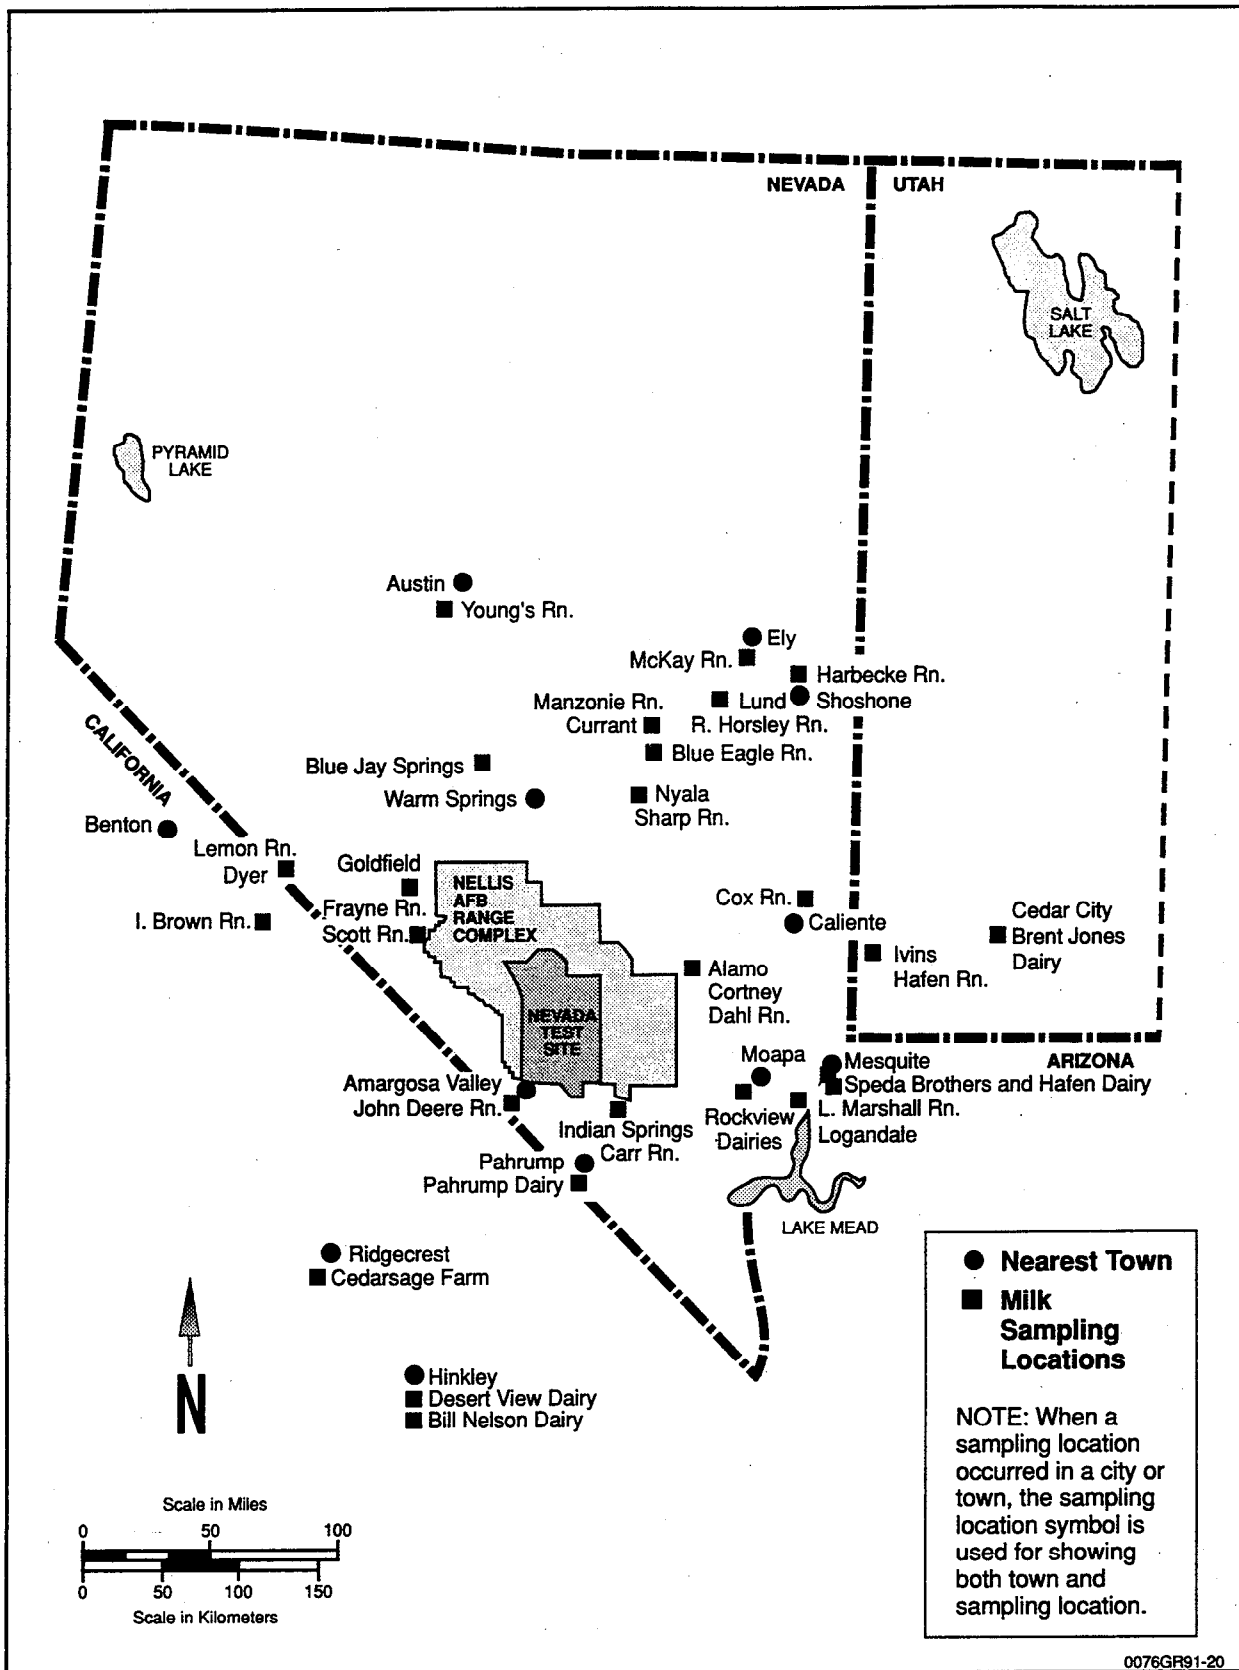 NEVADA
UTAH
SALT
LAKE
PYRAMID
LAKE
Austin
Young's Rn.
Ely
McKay Rn.
Harbecke Rn.
Manzonie Rn.
Lund
Shoshone
Currant
R. Horsley Rn.
Blue Eagle Rn.
CALIFORNIA
Blue Jay Springs
Warm Springs
Nyala
Sharp Rn.
Benton
Lemon Rn.
Dyer
Goldfield
NELLIS
AFB
RANGE
COMPLEX
Frayne Rn.
Scott Rn.
I. Brown Rn.
Cox Rn.
Caliente
Cedar City
Brent Jones
Dairy
Ivins
Hafen Rn.
Alamo
Cortney
Dahl Rn.
NEVADA
TEST
SITE
Moapa
Mesquite
ARIZONA
Amargosa Valley
John Deere Rn.
Speda Brothers and Hafen Dairy
Rockview
Dairies
L. Marshall Rn.
Logandale
Indian Springs
Carr Rn.
Pahrump
Pahrump Dairy
LAKE MEAD
Ridgecrest
Cedarsage Farm
N
Hinkley
Desert View Dairy
Bill Nelson Dairy
Nearest Town
Milk
Sampling
Locations
NOTE: When a
sampling location
occurred in a city or
town, the sampling
location symbol is
used for showing
both town and
sampling location.
Scale in Miles
0 50 100
0 50 100 150
Scale in Kilometers
0076GR91-20